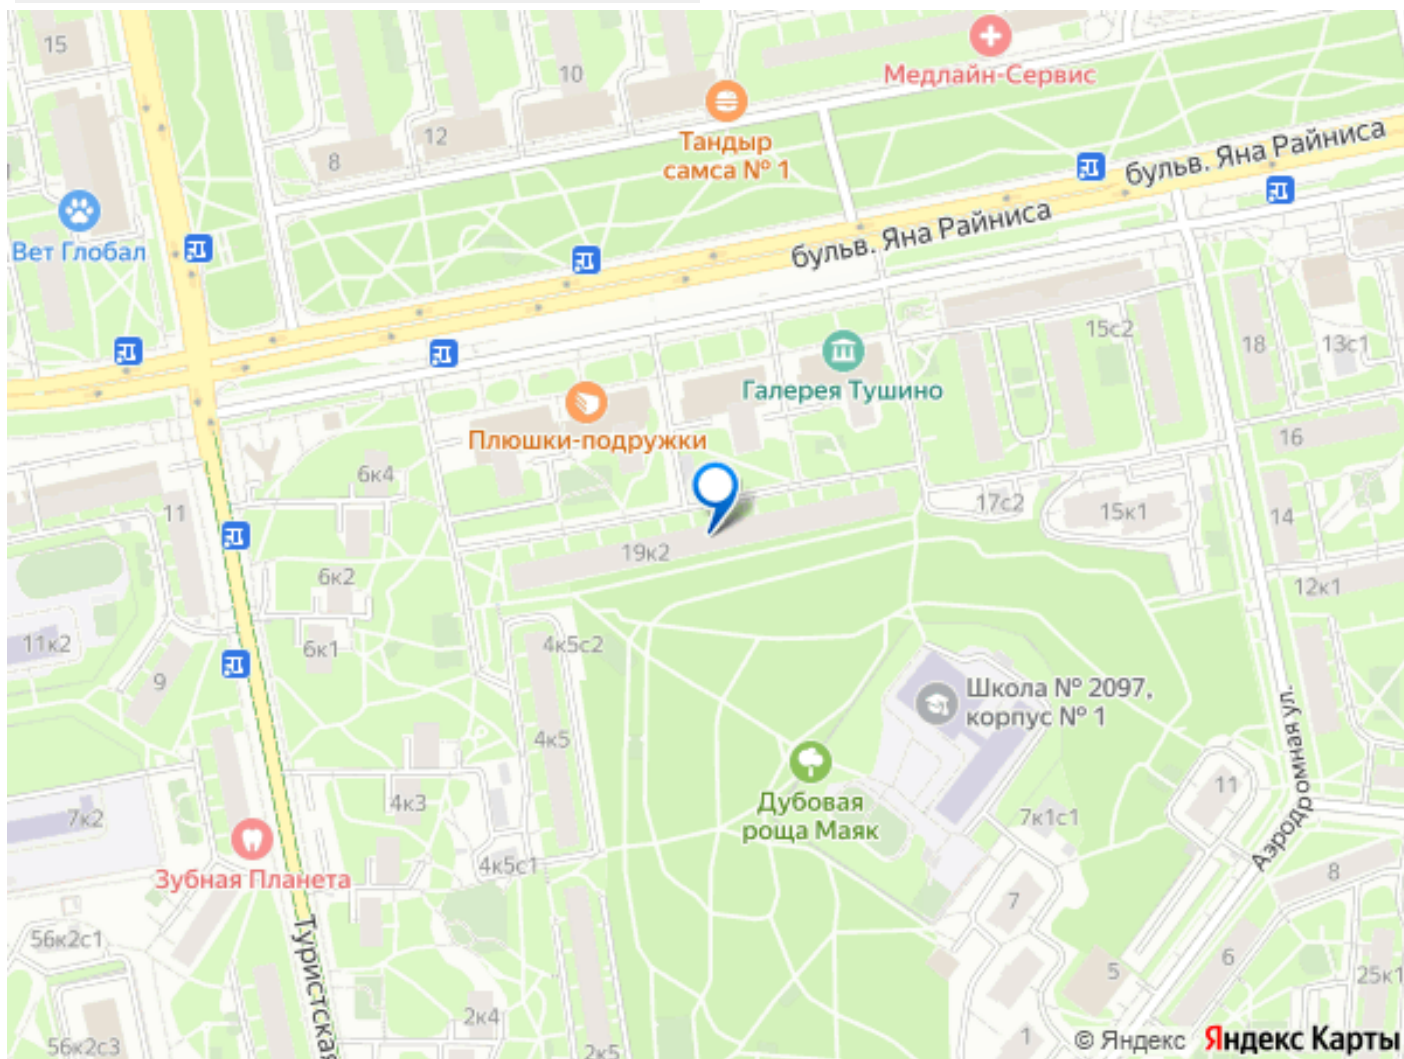 15
10
Медлайн-Сервис
12
8
Тандыр
самса № 1
бульв. Яна Райниса
Вет Глобал
бульв. Яна Райниса
15с2
18
13с1
Галерея Тушино
Плюшки-подружки
16
6к4
11
17с2
15к1
14
19к2
6к2
12к1
11к2
6к1
4к5с2
9
Школа № 2097,
корпус № 1
4к5
Аэродромная ул.
11
4к3
Дубовая
роща Маяк
7к2
7к1с1
4к5с1
Зубная Планета
8
7
56к2с1
Туристская
6
5
25к1
2к4
1
56к2с3
2к5
© Яндекс Яндекс Карты